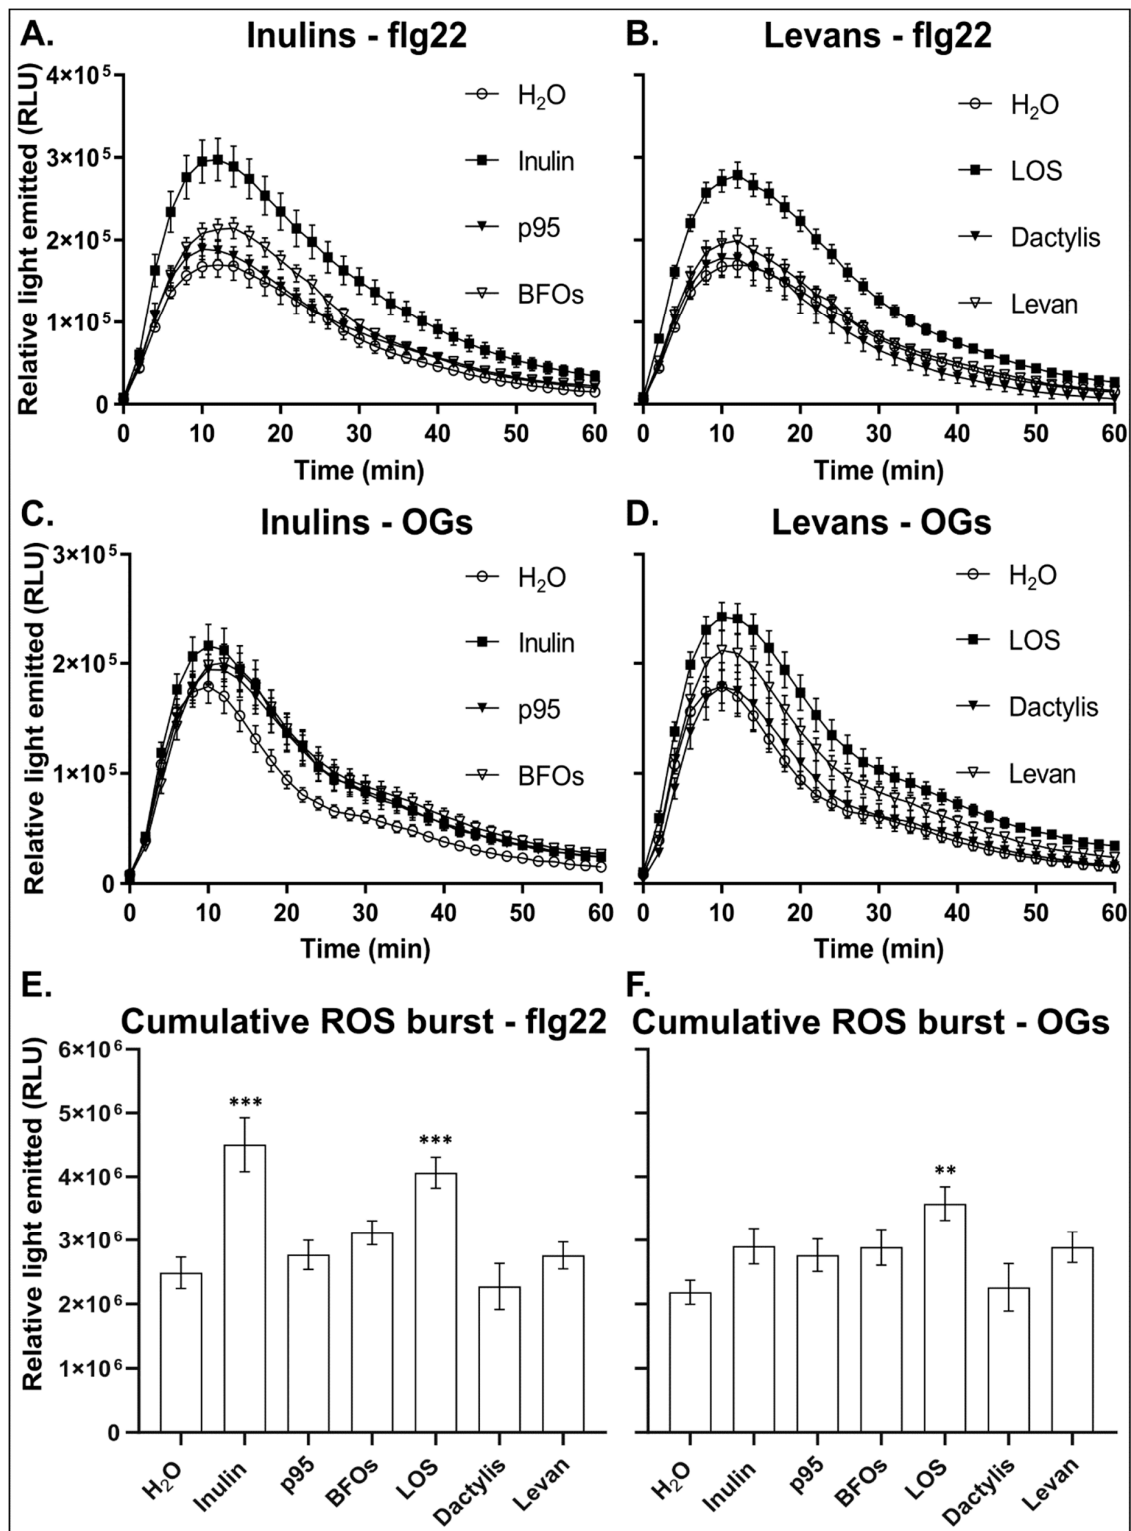 A.
Inulins - flg22
Relative light emitted (RLU)
4×10⁵
3×10⁵
2×10⁵
1×10⁵
0
H₂O
Inulin
p95
BFOs
0 10 20 30 40 50 60
Time (min)
B.
Levans - flg22
H₂O
LOS
Dactylis
Levan
0 10 20 30 40 50 60
Time (min)
C.
Inulins - OGs
Relative light emitted (RLU)
3×10⁵
2×10⁵
1×10⁵
0
H₂O
Inulin
p95
BFOs
0 10 20 30 40 50 60
Time (min)
D.
Levans - OGs
H₂O
LOS
Dactylis
Levan
0 10 20 30 40 50 60
Time (min)
E.
Cumulative ROS burst - flg22
Relative light emitted (RLU)
6×10⁶
5×10⁶
4×10⁶
3×10⁶
2×10⁶
1×10⁶
0
***
***
H₂O Inulin p95 BFOs LOS Dactylis Levan
F.
Cumulative ROS burst - OGs
**
H₂O Inulin p95 BFOs LOS Dactylis Levan